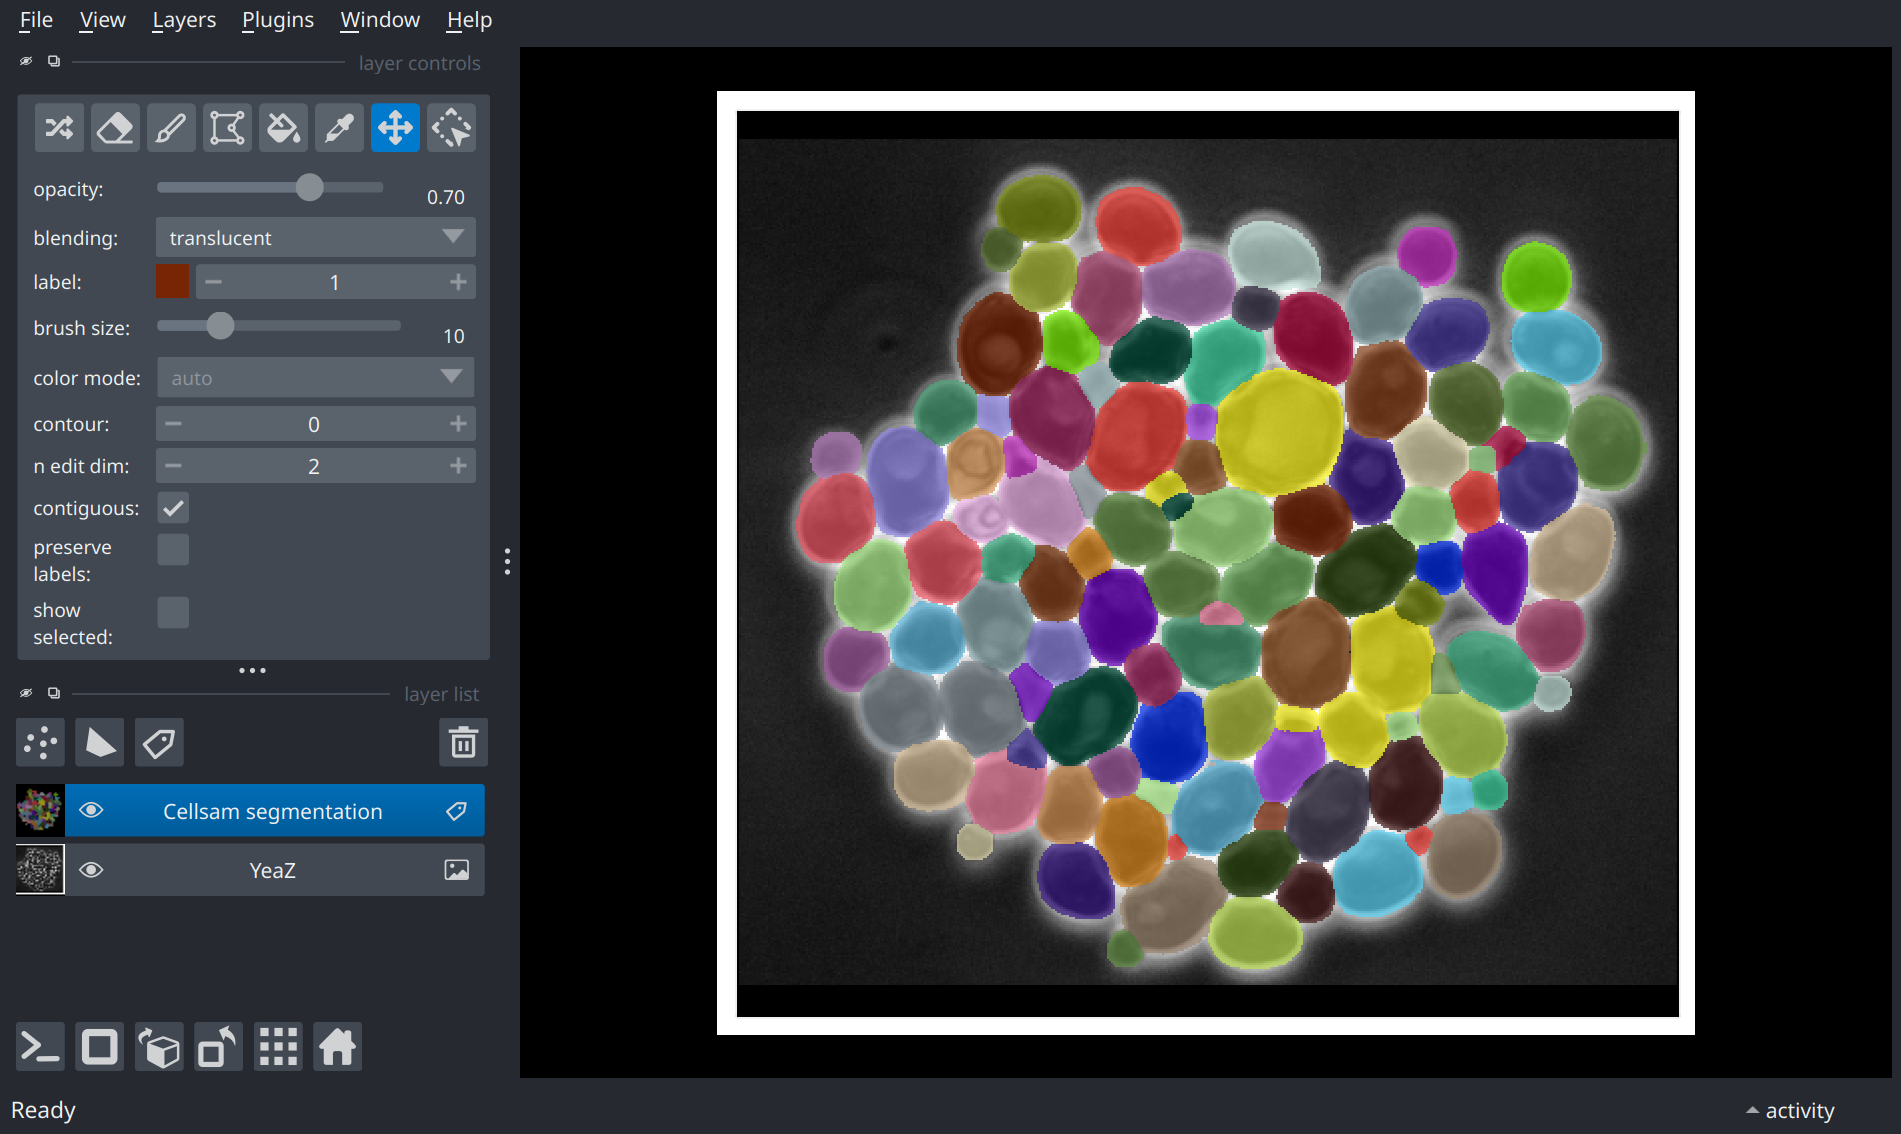 File View Layers Plugins Window Help
layer controls
opacity: 0.70
blending: translucent
label: 1
brush size: 10
color mode: auto
contour: 0
n edit dim: 2
contiguous:
preserve
labels:
show
selected:
layer list
Cellsam segmentation
YeaZ
Ready
activity